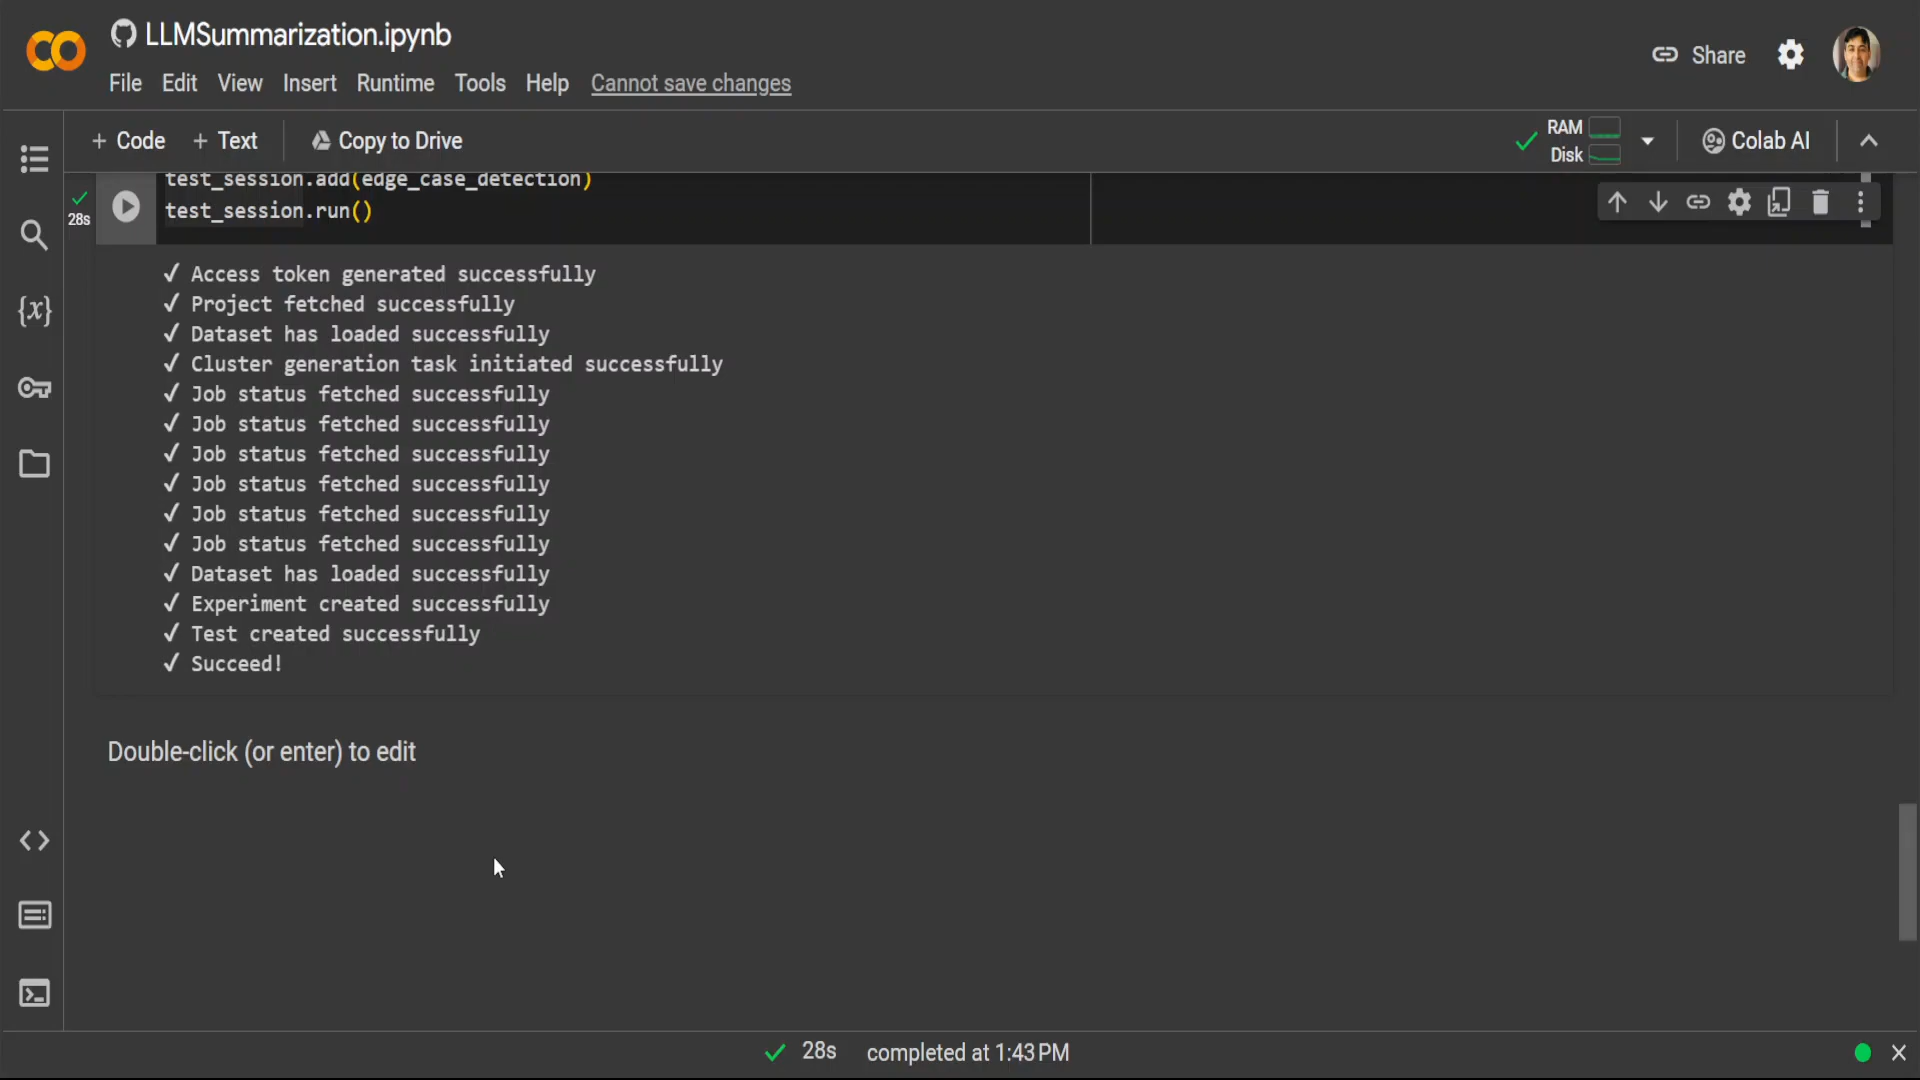 LLMSummarization.ipynb
Share
File Edit View Insert Runtime Tools Help Cannot save changes
+ Code + Text Copy to Drive
RAM
Disk
Colab AI
{x}
28s
test_session.add(edge_case_detection)
test_session.run()
✓ Access token generated successfully
✓ Project fetched successfully
✓ Dataset has loaded successfully
✓ Cluster generation task initiated successfully
✓ Job status fetched successfully
✓ Job status fetched successfully
✓ Job status fetched successfully
✓ Job status fetched successfully
✓ Job status fetched successfully
✓ Job status fetched successfully
✓ Dataset has loaded successfully
✓ Experiment created successfully
✓ Test created successfully
✓ Succeed!
Double-click (or enter) to edit
✓ 28s completed at 1:43 PM